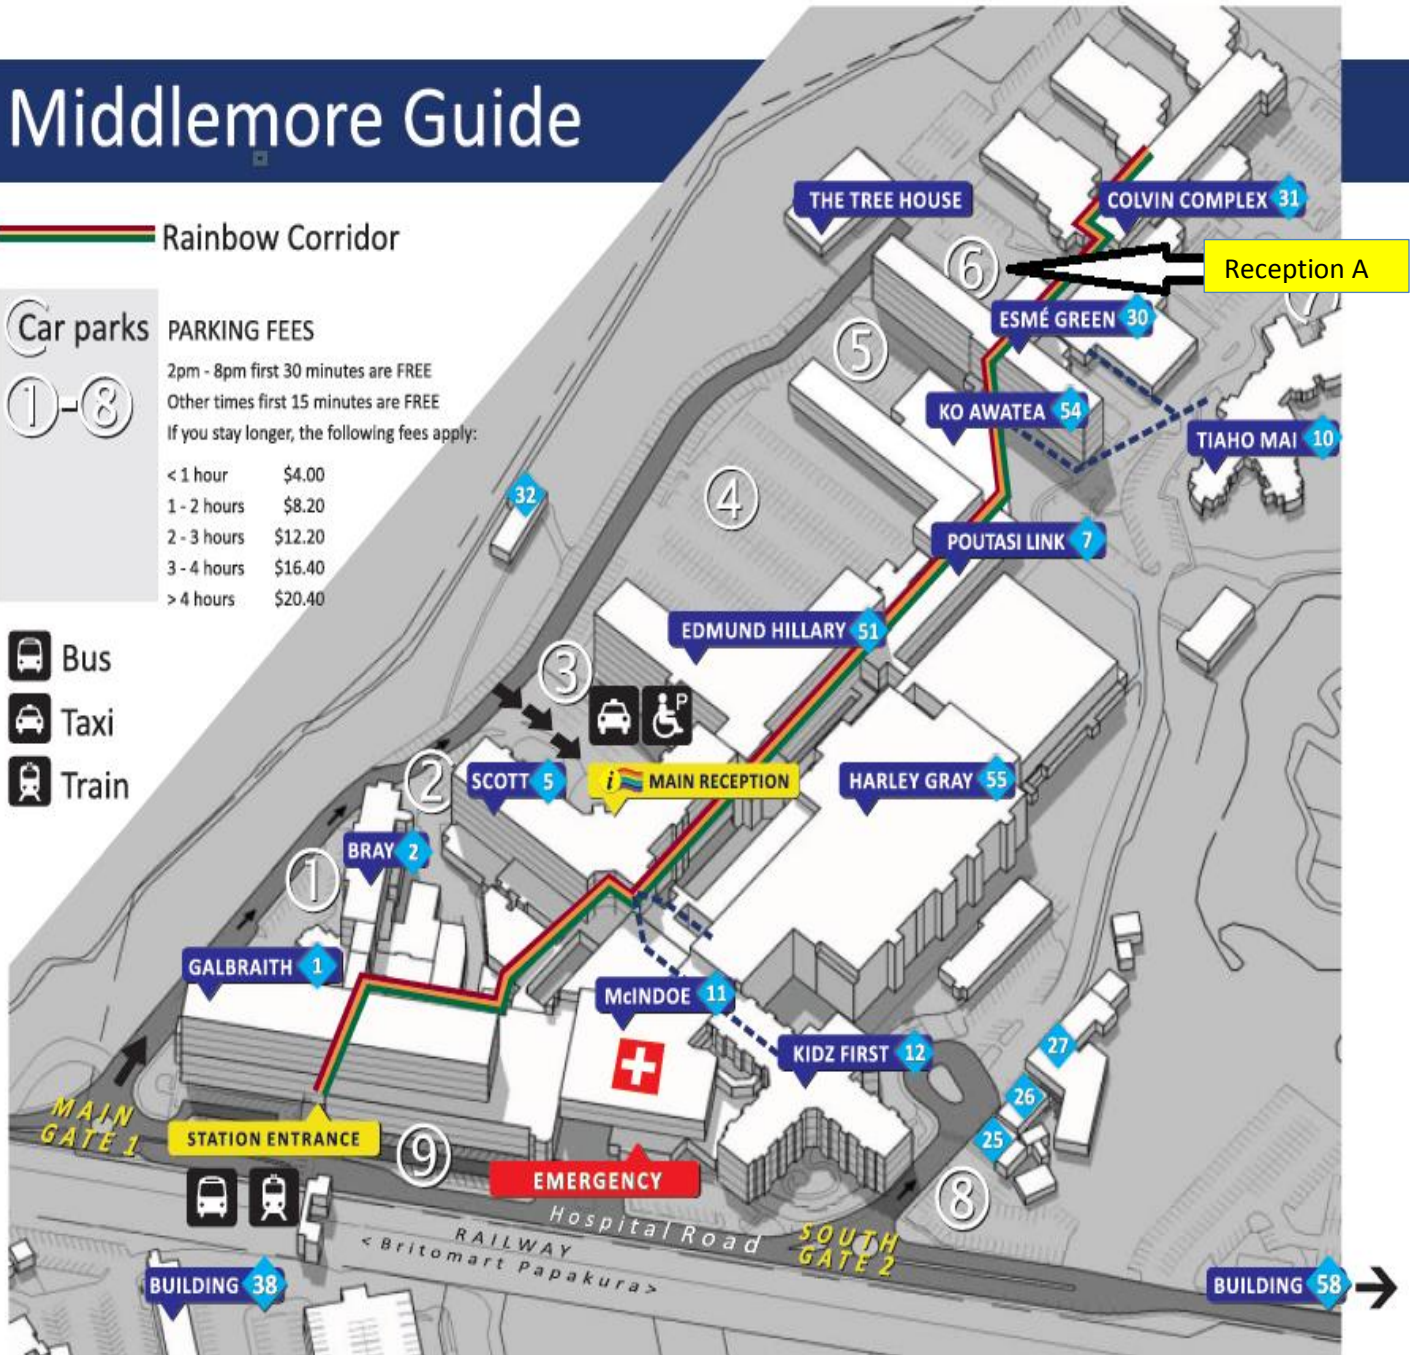 Middlemore Guide
Rainbow Corridor
Car parks
1-8
PARKING FEES
2pm - 8pm first 30 minutes are FREE
Other times first 15 minutes are FREE
If you stay longer, the following fees apply:
< 1 hour $4.00
1 - 2 hours $8.20
2 - 3 hours $12.20
3 - 4 hours $16.40
> 4 hours $20.40
Bus
Taxi
Train
THE TREE HOUSE
COLVIN COMPLEX 31
6
Reception A
7
ESMÉ GREEN 30
5
KO AWATEA 54
TIAHO MAI 10
4
32
POUTASI LINK 7
EDMUND HILLARY 51
3
P
2
SCOTT 5
i MAIN RECEPTION
HARLEY GRAY 55
BRAY 2
1
GALBRAITH 1
McINDOE 11
KIDZ FIRST 12
27
26
25
MAIN
GATE 1
STATION ENTRANCE
9
EMERGENCY
8
Hospital Road
RAILWAY
< Britomart Papakura >
SOUTH
GATE 2
BUILDING 38
BUILDING 58